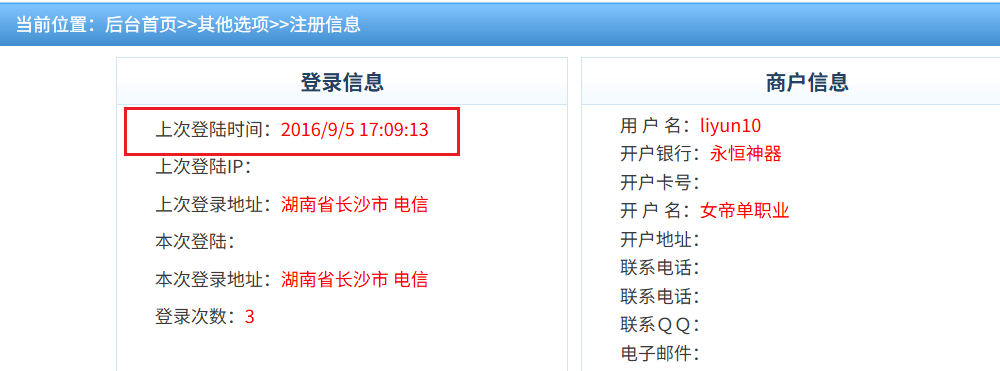 当前位置：后台首页>>其他选项>>注册信息
登录信息
上次登陆时间：2016/9/5 17:09:13
上次登陆IP：
上次登录地址：湖南省长沙市 电信
本次登陆：
本次登录地址：湖南省长沙市 电信
登录次数：3
商户信息
用 户 名：liyun10
开户银行：永恒神器
开户卡号：
开 户 名：女帝单职业
开户地址：
联系电话：
联系电话：
联系ＱＱ：
电子邮件：